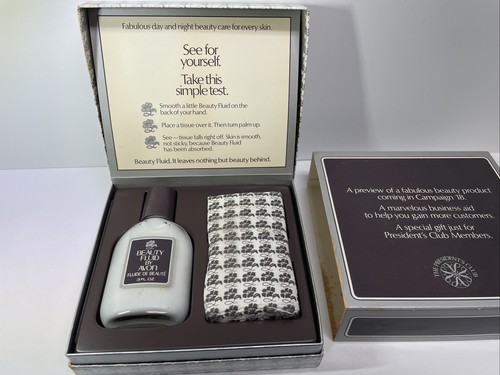 Fabulous day and night beauty care for every skin.
See for
yourself.
Take this
simple test.
Smooth a little Beauty Fluid on the
back of your hand.
Place a tissue over it. Then turn palm up.
See—tissue falls right off. Skin is smooth,
not sticky, because Beauty Fluid
has been absorbed.
Beauty Fluid. It leaves nothing but beauty behind.
BEAUTY
FLUID
BY
AVON
FLUIDE DE BEAUTÉ
3 FL. OZ.
A preview of a fabulous beauty product
coming in Campaign 18.
A marvelous business aid
to help you gain more customers.
A special gift just for
President's Club Members.
THE PRESIDENT'S CLUB